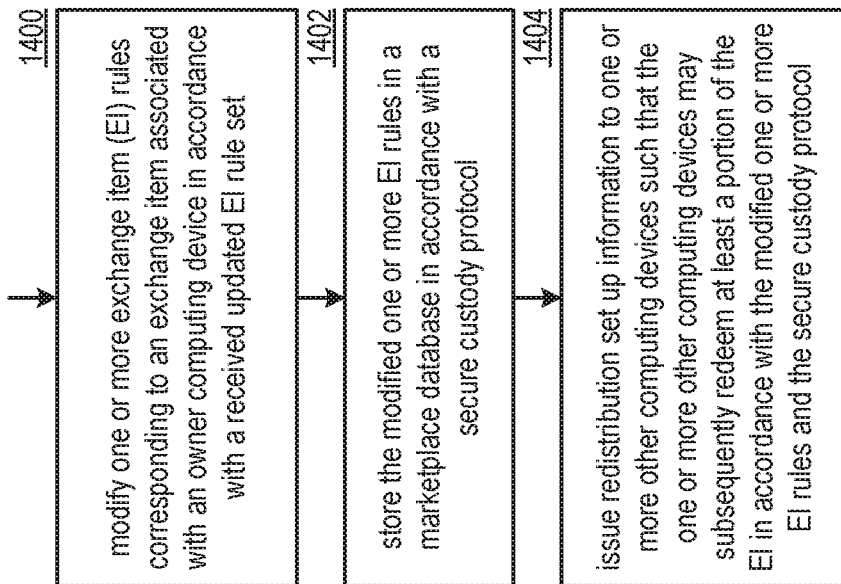 1400
modify one or more exchange item (EI) rules
corresponding to an exchange item associated
with an owner computing device in accordance
with a received updated EI rule set
1402
store the modified one or more EI rules in a
marketplace database in accordance with a
secure custody protocol
1404
issue redistribution set up information to one or
more other computing devices such that the
one or more other computing devices may
subsequently redeem at least a portion of the
EI in accordance with the modified one or more
EI rules and the secure custody protocol